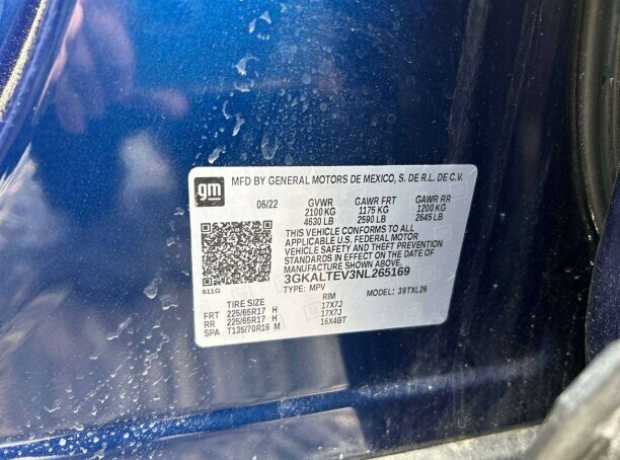 gm MFD BY GENERAL MOTORS DE MEXICO, S. DE R.L. DE C.V.
06/22 GVWR GAWR FRT GAWR RR
2100 KG 1175 KG 1200 KG
4630 LB 2590 LB 2645 LB
THIS VEHICLE CONFORMS TO ALL
APPLICABLE U.S. FEDERAL MOTOR
VEHICLE SAFETY AND THEFT PREVENTION
STANDARDS IN EFFECT ON THE DATE OF
MANUFACTURE SHOWN ABOVE.
3GKALTEV3NL265169
TYPE: MPV MODEL: 3STXL26
TIRE SIZE RIM
FRT 225/65R17 H 17X7J
RR 225/65R17 H 17X7J
SPA T135/70R16 M 16X4BT